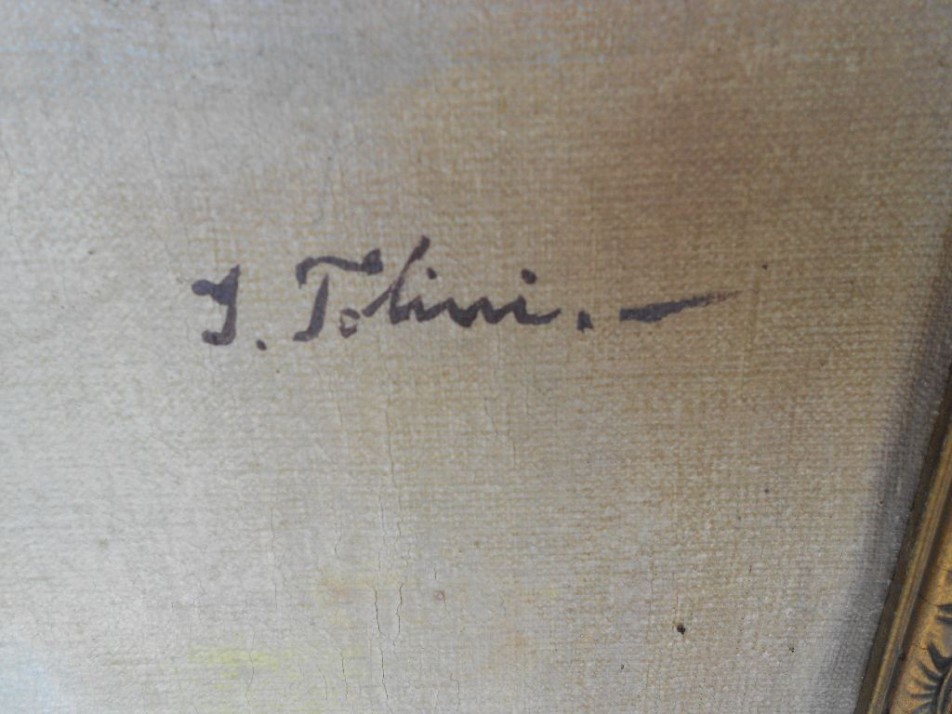 J. Tolini. —